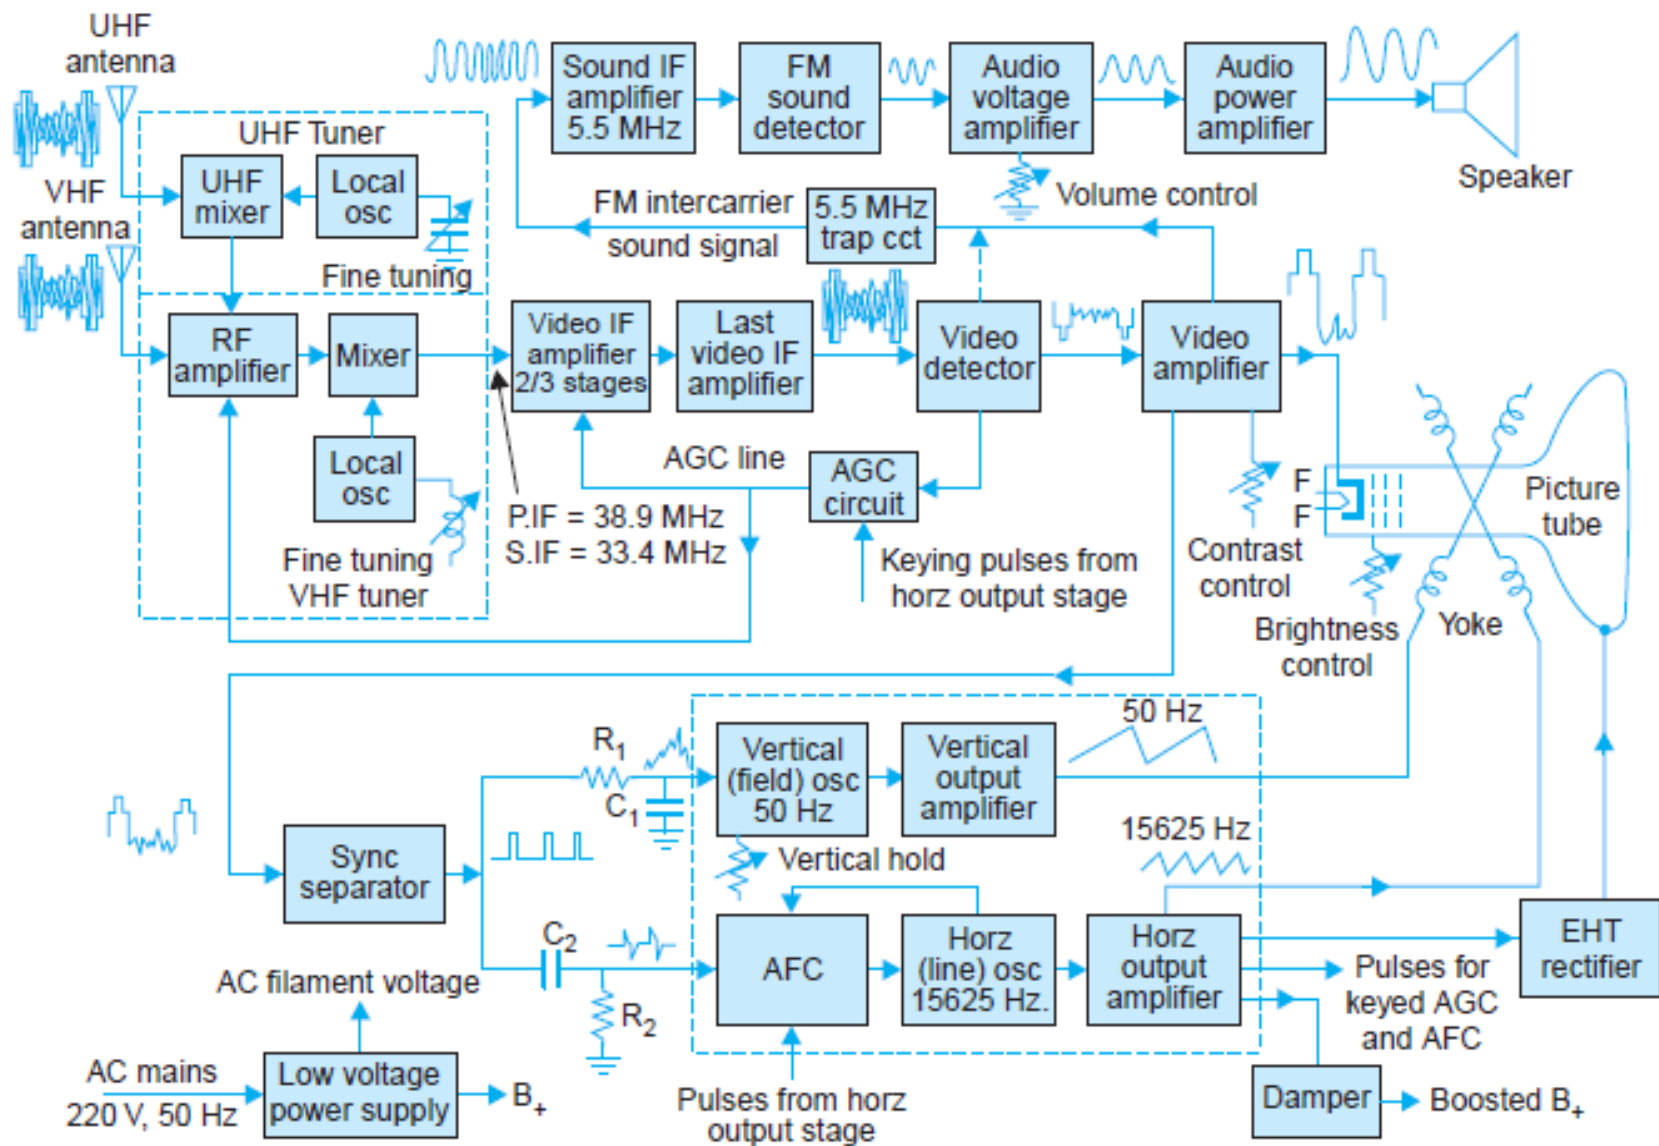 UHF
antenna
VHF
antenna
UHF Tuner
UHF
mixer
Local
osc
Fine tuning
RF
amplifier
Mixer
Local
osc
Fine tuning
VHF tuner
Sound IF
amplifier
5.5 MHz
FM
sound
detector
Audio
voltage
amplifier
Audio
power
amplifier
Speaker
Volume control
FM intercarrier
sound signal
5.5 MHz
trap cct
Video IF
amplifier
2/3 stages
Last
video IF
amplifier
Video
detector
Video
amplifier
AGC line
AGC
circuit
P.IF = 38.9 MHz
S.IF = 33.4 MHz
Keying pulses from
horz output stage
Contrast
control
F
F
Brightness
control
Yoke
Picture
tube
Sync
separator
R1
C1
Vertical
(field) osc
50 Hz
Vertical
output
amplifier
50 Hz
Vertical hold
15625 Hz
C2
R2
AFC
Horz
(line) osc
15625 Hz.
Horz
output
amplifier
EHT
rectifier
Pulses for
keyed AGC
and AFC
Pulses from horz
output stage
Damper
Boosted B+
AC filament voltage
AC mains
220 V, 50 Hz
Low voltage
power supply
B+